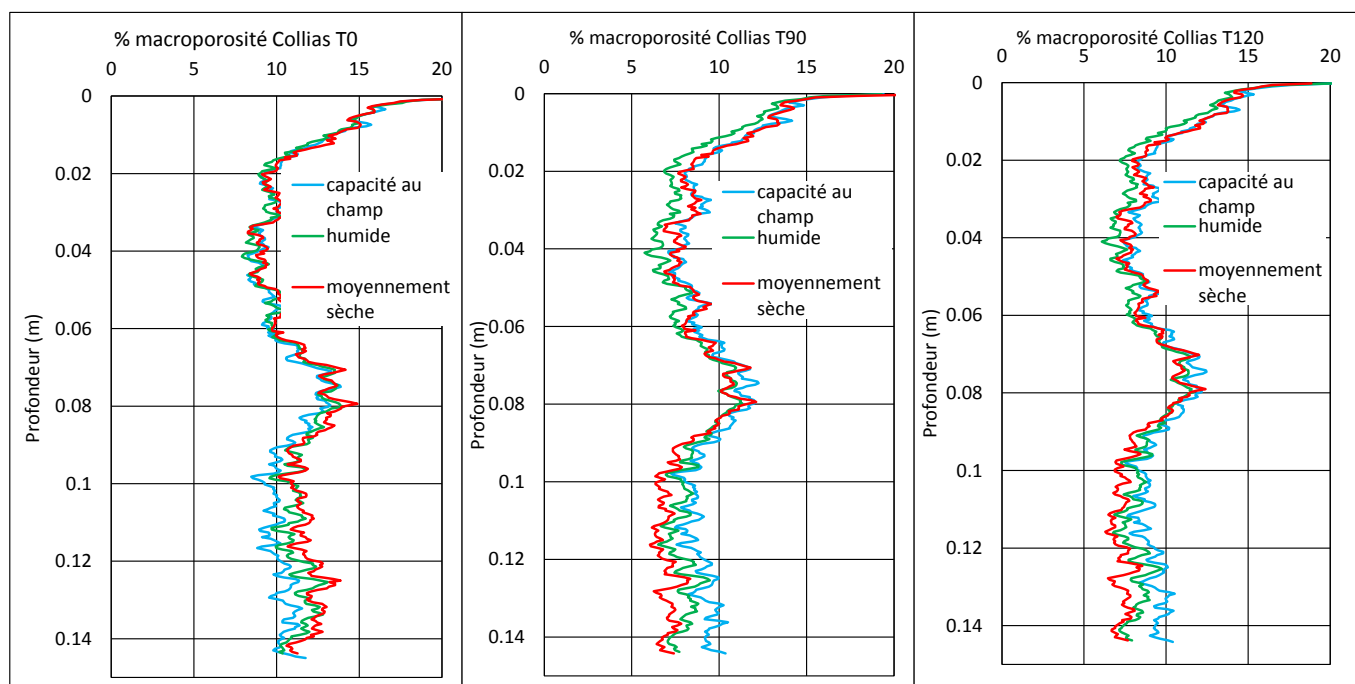 % macroporosité Collias T0
0 5 10 15 20
0
0.02
0.04
0.06
0.08
0.1
0.12
0.14
Profondeur (m)
capacité au
champ
humide
moyennement
sèche
% macroporosité Collias T90
0 5 10 15 20
0
0.02
0.04
0.06
0.08
0.1
0.12
0.14
Profondeur (m)
capacité au
champ
humide
moyennement
sèche
% macroporosité Collias T120
0 5 10 15 20
0
0.02
0.04
0.06
0.08
0.1
0.12
0.14
Profondeur (m)
capacité au
champ
humide
moyennement
sèche